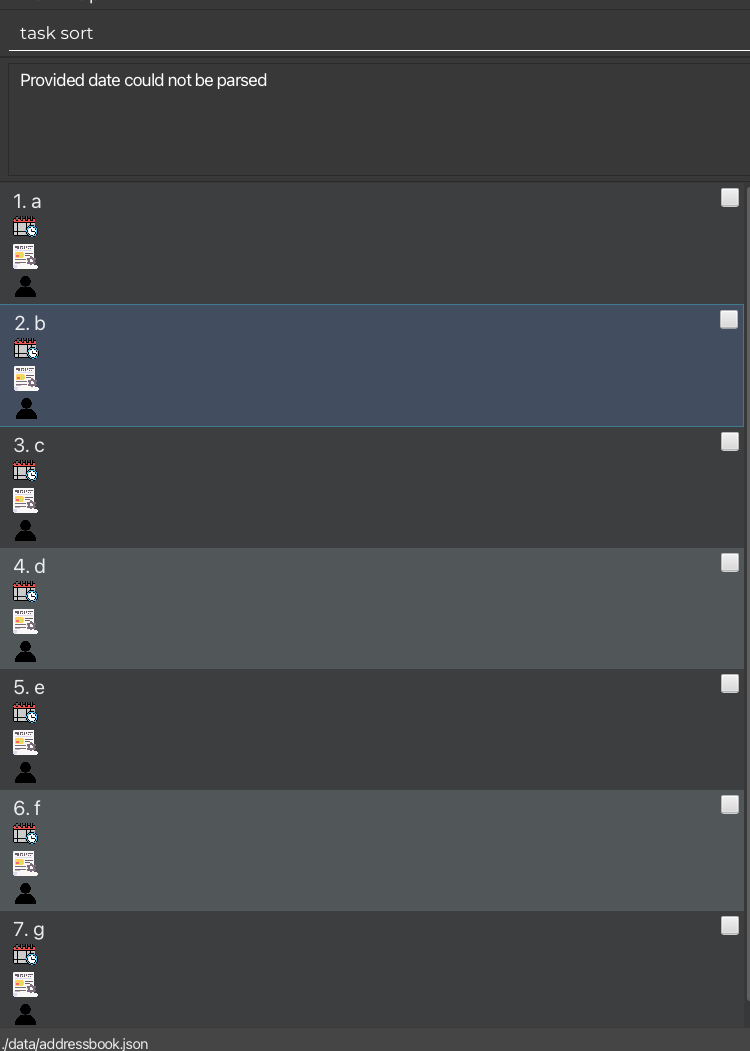 task sort
Provided date could not be parsed
1. a
2. b
3. c
4. d
5. e
6. f
7. g
./data/addressbook.json